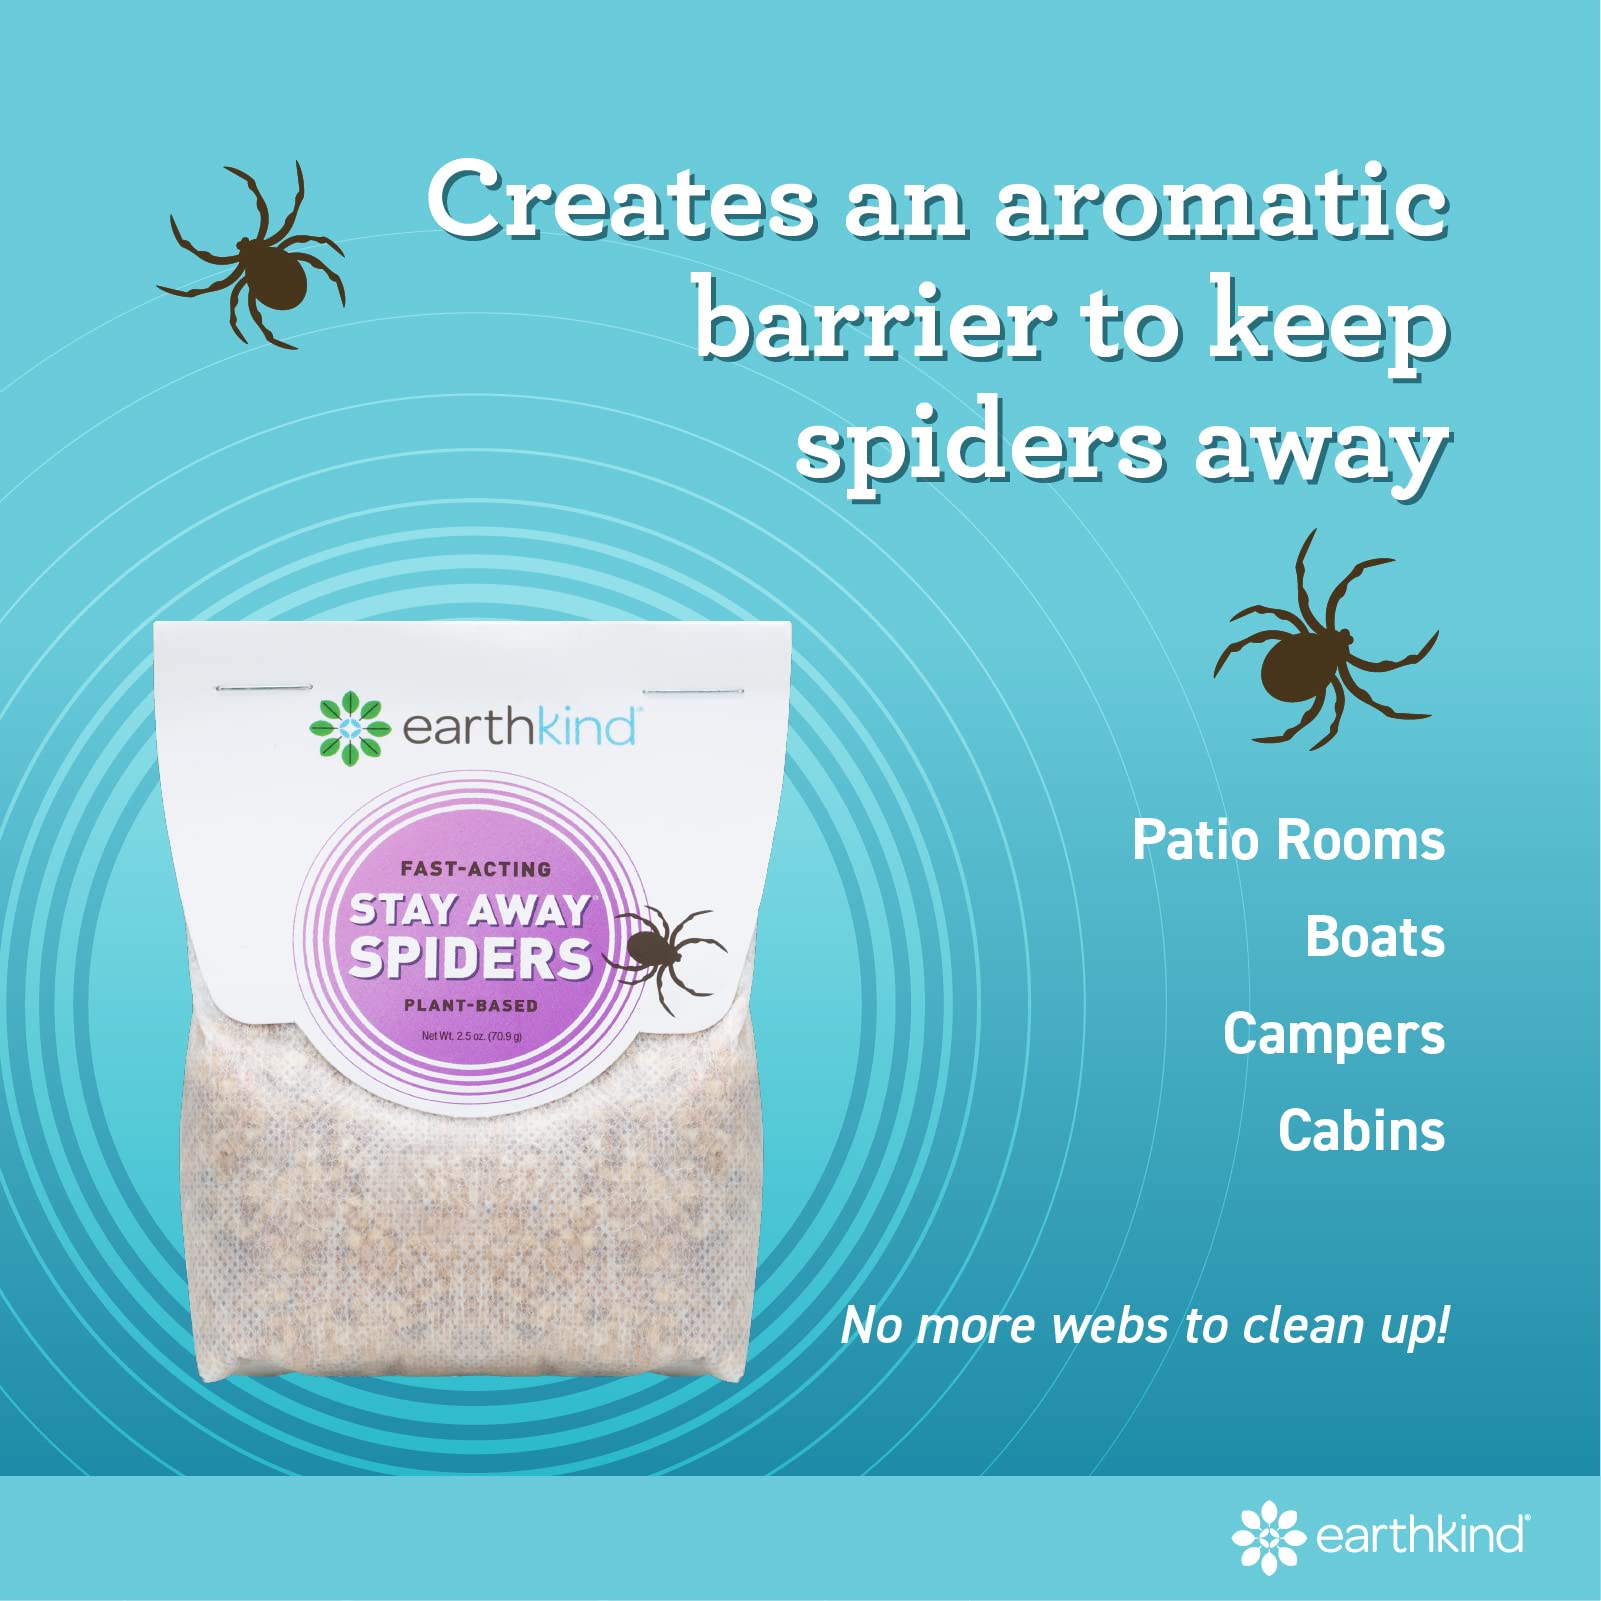 Creates an aromatic
barrier to keep
spiders away
earthkind®
FAST-ACTING
STAY AWAY®
SPIDERS
PLANT-BASED
Net Wt. 2.5 oz. (70.9 g)
Patio Rooms
Boats
Campers
Cabins
No more webs to clean up!
earthkind®